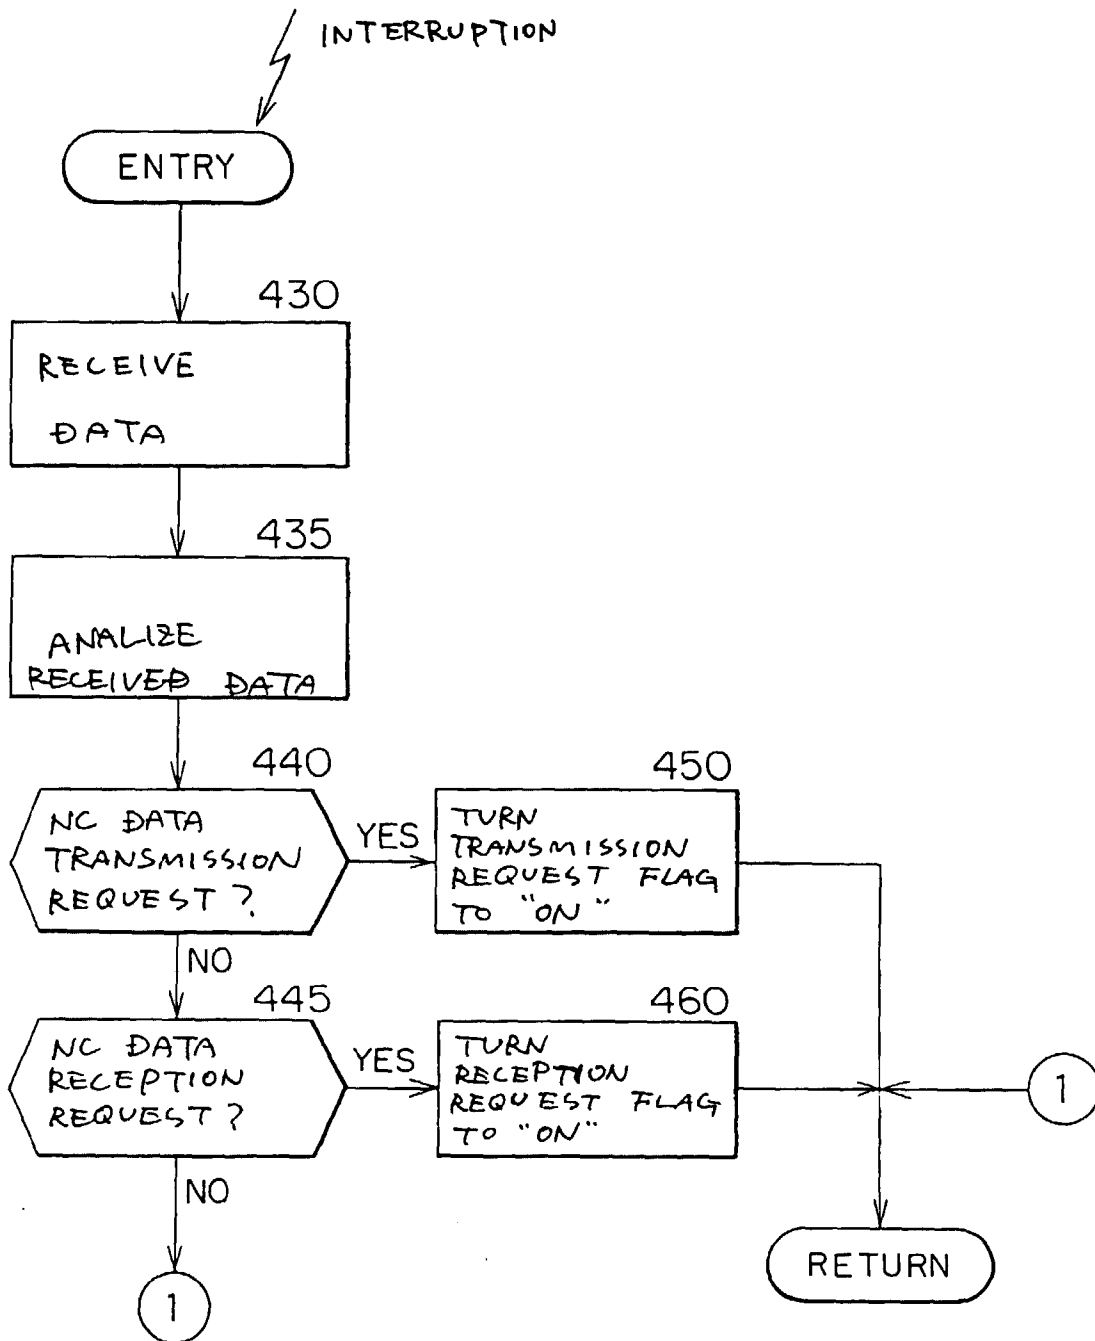 INTERRUPTION
ENTRY
430
RECEIVE
DATA
435
ANALIZE
RECEIVED DATA
440
NC DATA
TRANSMISSION
REQUEST?
YES
450
TURN
TRANSMISSION
REQUEST FLAG
TO "ON"
NO
445
NC DATA
RECEPTION
REQUEST?
YES
460
TURN
RECEPTION
REQUEST FLAG
TO "ON"
1
NO
1
RETURN